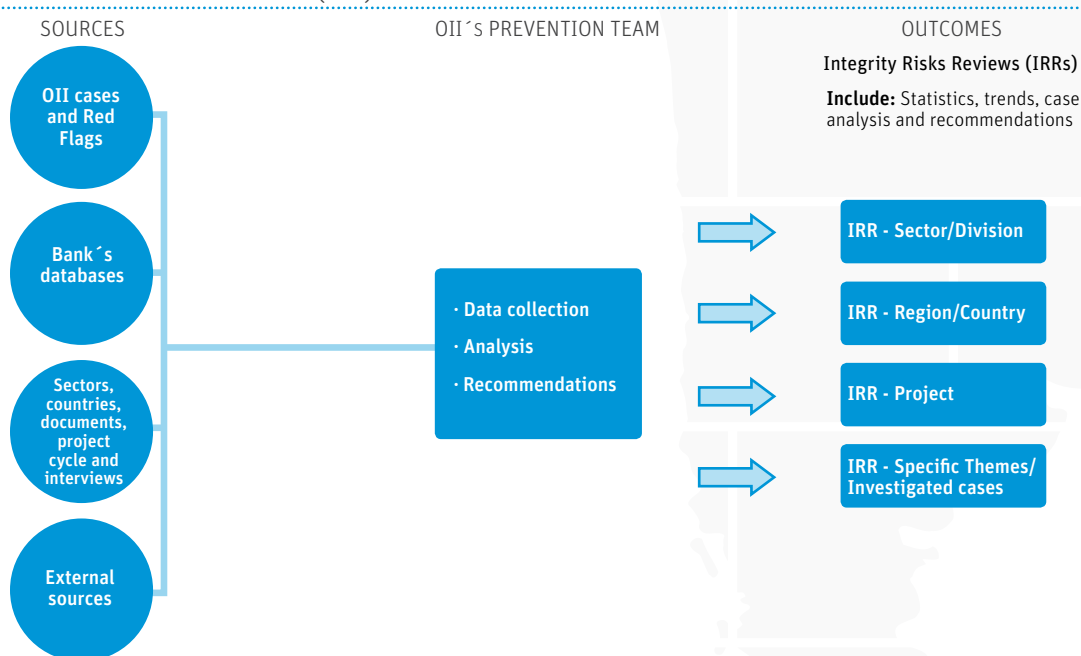 SOURCES
OII cases
and Red
Flags
Bank´s
databases
Sectors,
countries,
documents,
project
cycle and
interviews
External
sources
OII´s PREVENTION TEAM
· Data collection
· Analysis
· Recommendations
OUTCOMES
Integrity Risks Reviews (IRRs)
Include: Statistics, trends, case
analysis and recommendations
IRR - Sector/Division
IRR - Region/Country
IRR - Project
IRR - Specific Themes/
Investigated cases